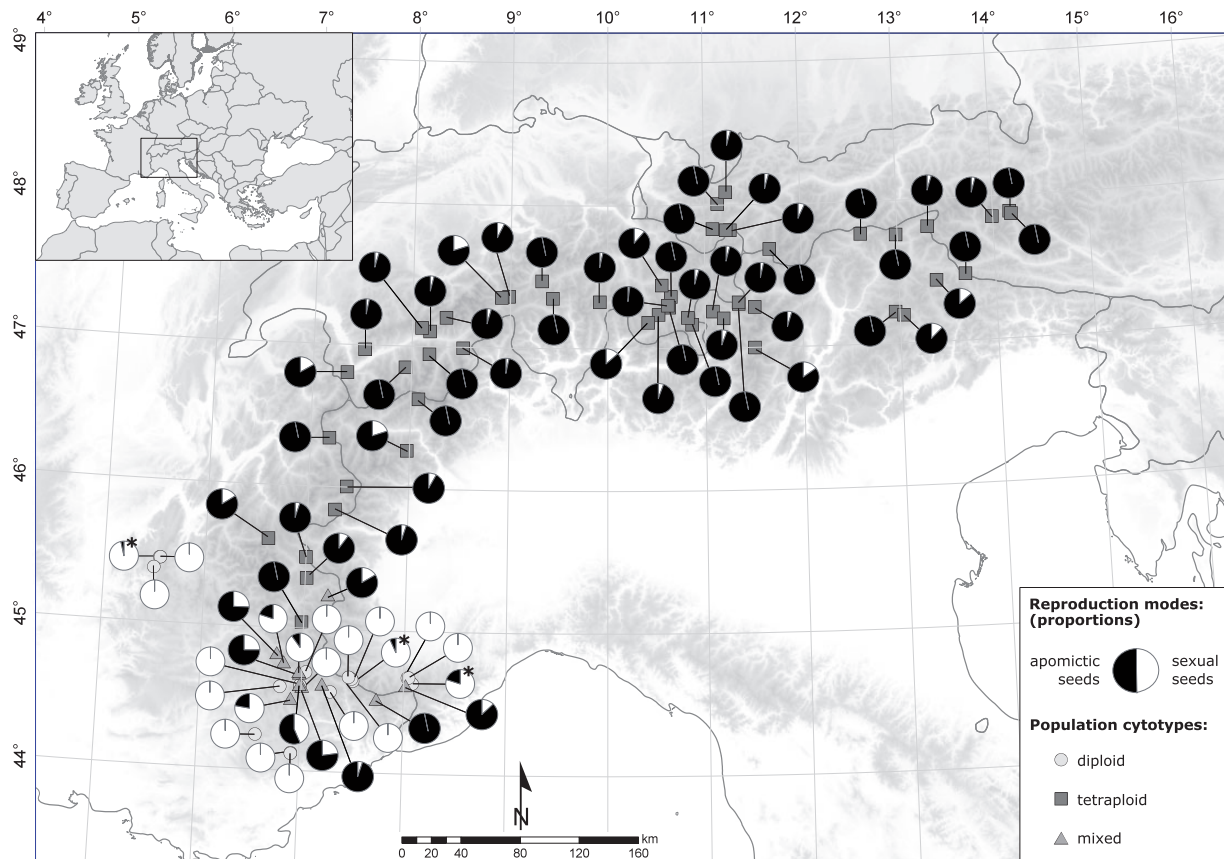 4° 5° 6° 7° 8° 9° 10° 11° 12° 13° 14° 15° 16°
49°
48°
47°
46°
45°
44°
*
*
*
Reproduction modes:
(proportions)
apomictic sexual
seeds seeds
Population cytotypes:
diploid
tetraploid
mixed
N
km
0 20 40 80 120 160